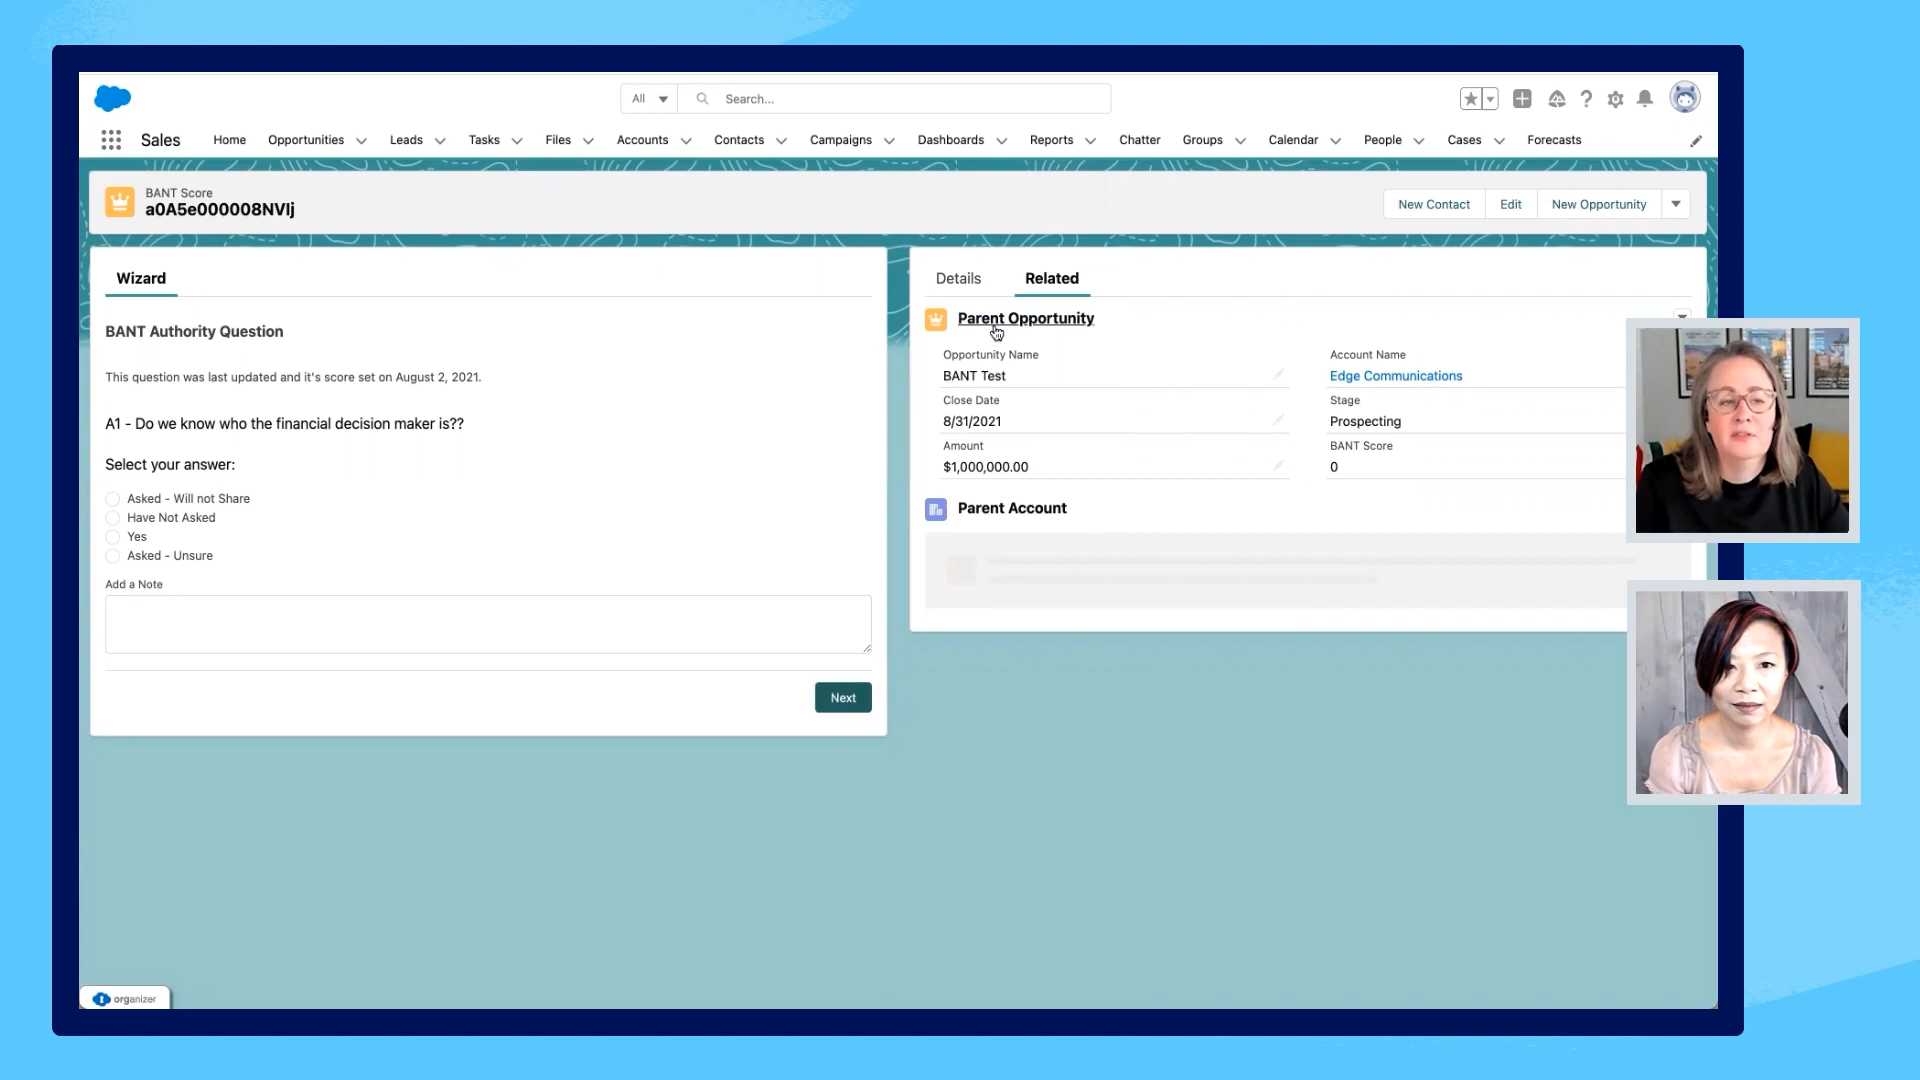 All
Search...
Sales
Home
Opportunities
Leads
Tasks
Files
Accounts
Contacts
Campaigns
Dashboards
Reports
Chatter
Groups
Calendar
People
Cases
Forecasts
BANT Score
a0A5e000008NVIj
New Contact
Edit
New Opportunity
Wizard
BANT Authority Question
This question was last updated and it's score set on August 2, 2021.
A1 - Do we know who the financial decision maker is??
Select your answer:
Asked - Will not Share
Have Not Asked
Yes
Asked - Unsure
Add a Note
Next
Details
Related
Parent Opportunity
Opportunity Name
BANT Test
Account Name
Edge Communications
Close Date
8/31/2021
Stage
Prospecting
Amount
$1,000,000.00
BANT Score
0
Parent Account
organizer